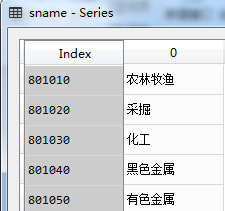 sname - Series
Index 0
801010 农林牧渔
801020 采掘
801030 化工
801040 黑色金属
801050 有色金属